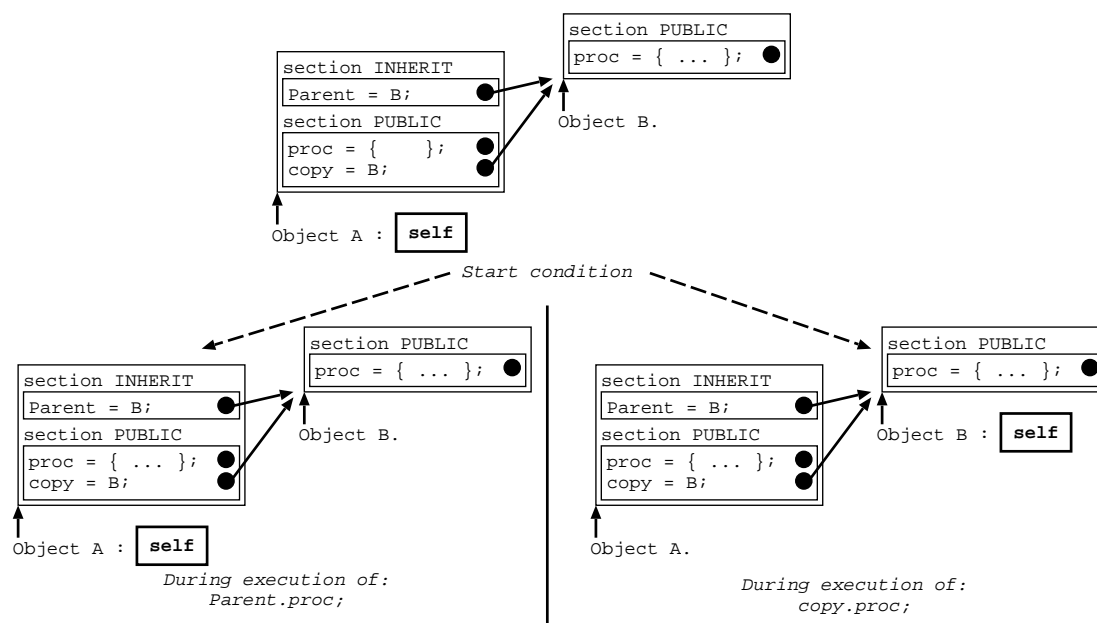 section PUBLIC
proc = { ... };
section INHERIT
Parent = B;
Object B.
section PUBLIC
proc = {     };
copy = B;
Object A : self
Start condition
section PUBLIC
proc = { ... };
section INHERIT
Parent = B;
Object B.
section PUBLIC
proc = { ... };
copy = B;
Object A : self
During execution of:
Parent.proc;
section PUBLIC
proc = { ... };
section INHERIT
Parent = B;
Object B : self
section PUBLIC
proc = { ... };
copy = B;
Object A.
During execution of:
copy.proc;